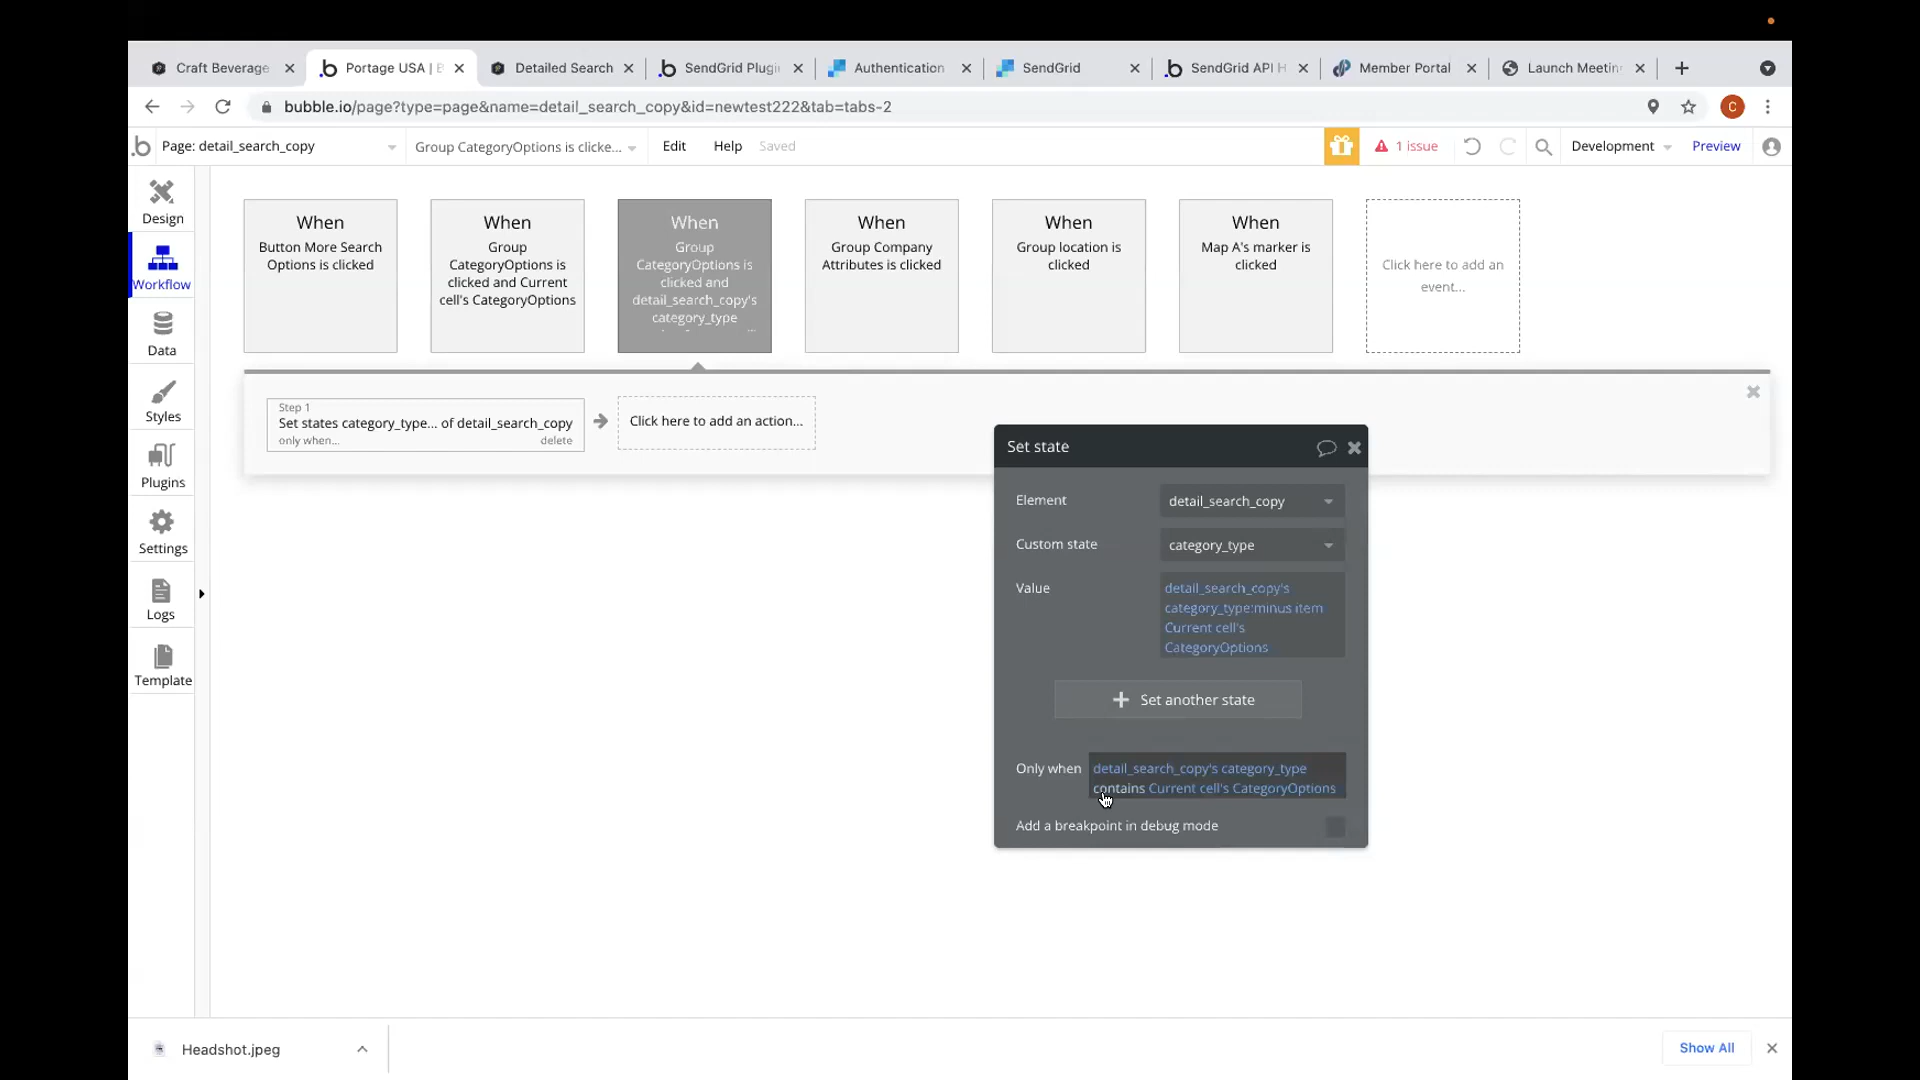 Craft Beverage
Portage USA | B
Detailed Search
SendGrid Plugi
Authentication
SendGrid
SendGrid API H
Member Portal
Launch Meetin
bubble.io/page?type=page&name=detail_search_copy&id=newtest222&tab=tabs-2
C
Page: detail_search_copy
Group CategoryOptions is clicke...
Edit
Help
Saved
1 issue
Development
Preview
Design
Workflow
Data
Styles
Plugins
Settings
Logs
Template
When
Button More Search
Options is clicked
When
Group
CategoryOptions is
clicked and Current
cell's CategoryOptions
When
Group
CategoryOptions is
clicked and
detail_search_copy's
category_type
When
Group Company
Attributes is clicked
When
Group location is
clicked
When
Map A's marker is
clicked
Click here to add an
event...
Step 1
Set states category_type... of detail_search_copy
only when...
delete
Click here to add an action...
Set state
Element
detail_search_copy
Custom state
category_type
Value
detail_search_copy's
category_type:minus item
Current cell's
CategoryOptions
Set another state
Only when
detail_search_copy's category_type
contains Current cell's CategoryOptions
Add a breakpoint in debug mode
Headshot.jpeg
Show All